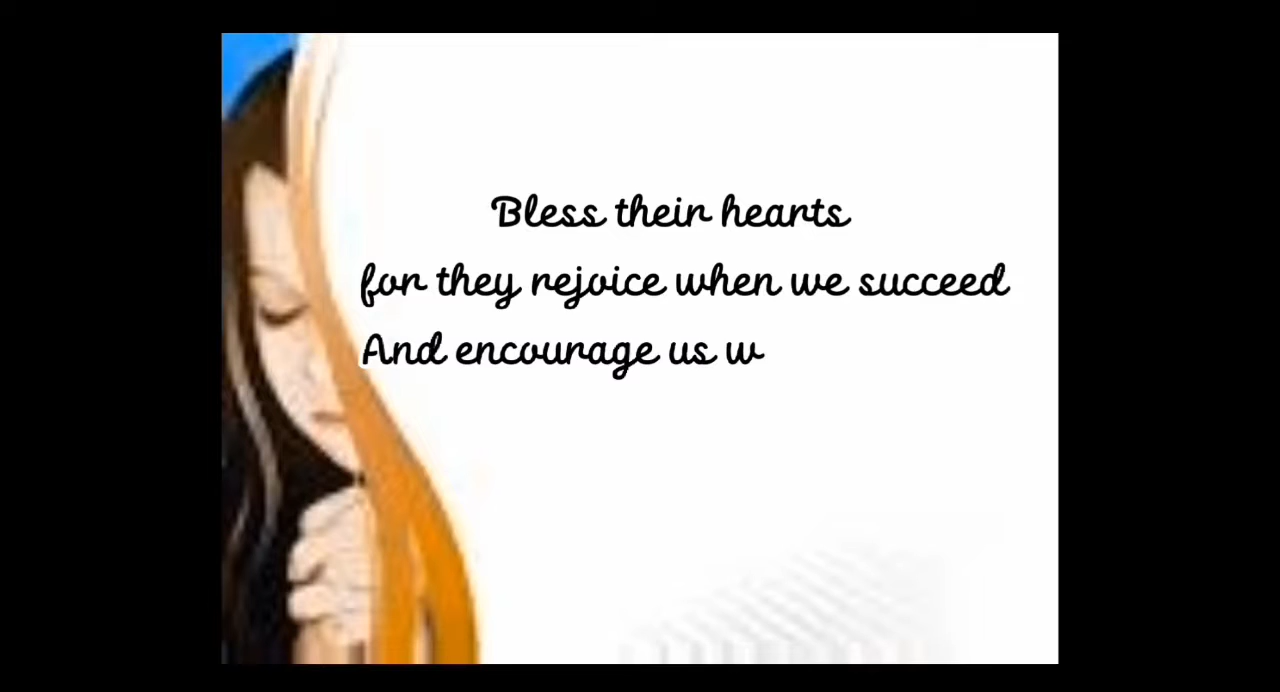 Bless their hearts
for they rejoice when we succeed
And encourage us w